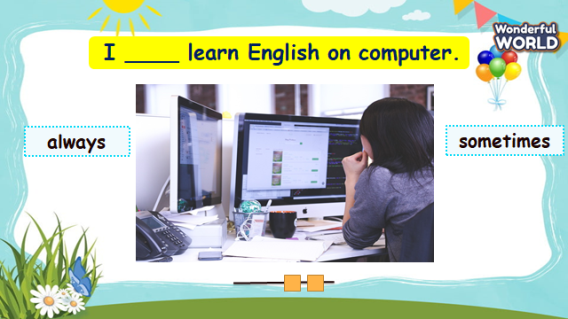 Wonderful
WORLD
I ____ learn English on computer.
always
sometimes